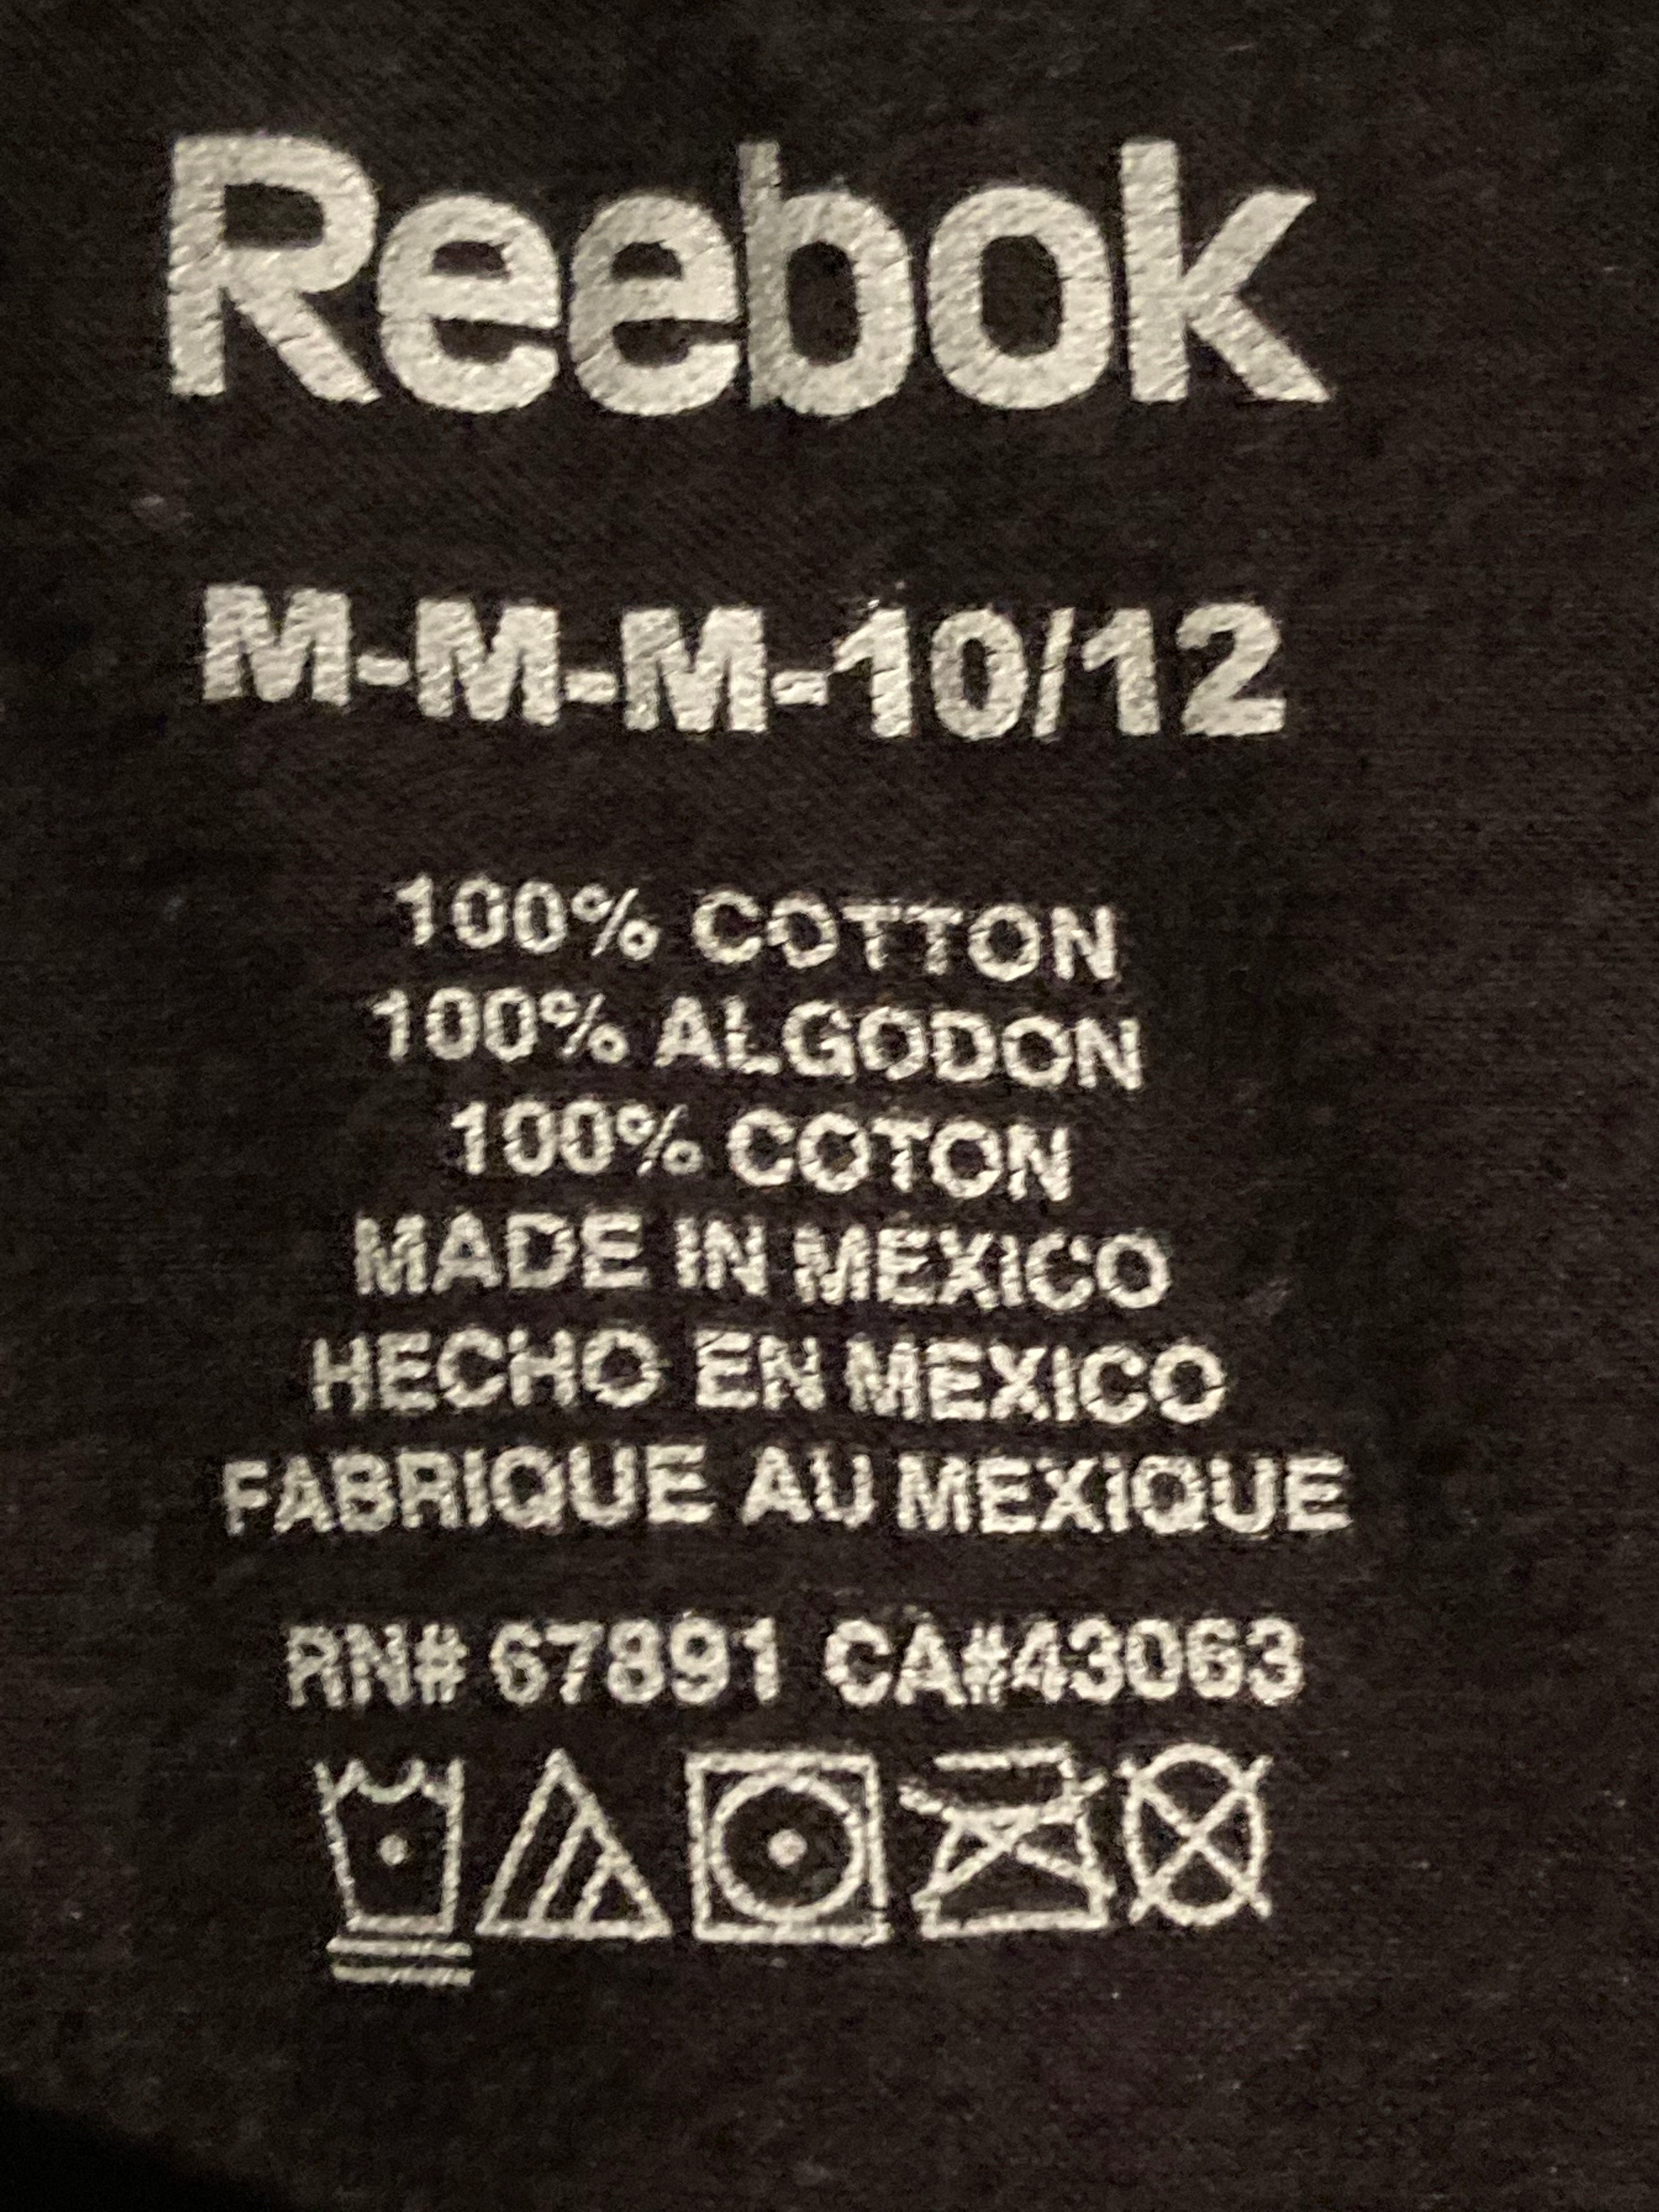 Reebok
M-M-M-10/12
100% COTTON
100% ALGODON
100% COTON
MADE IN MEXICO
HECHO EN MEXICO
FABRIQUE AU MEXIQUE
RN# 67891 CA#43063